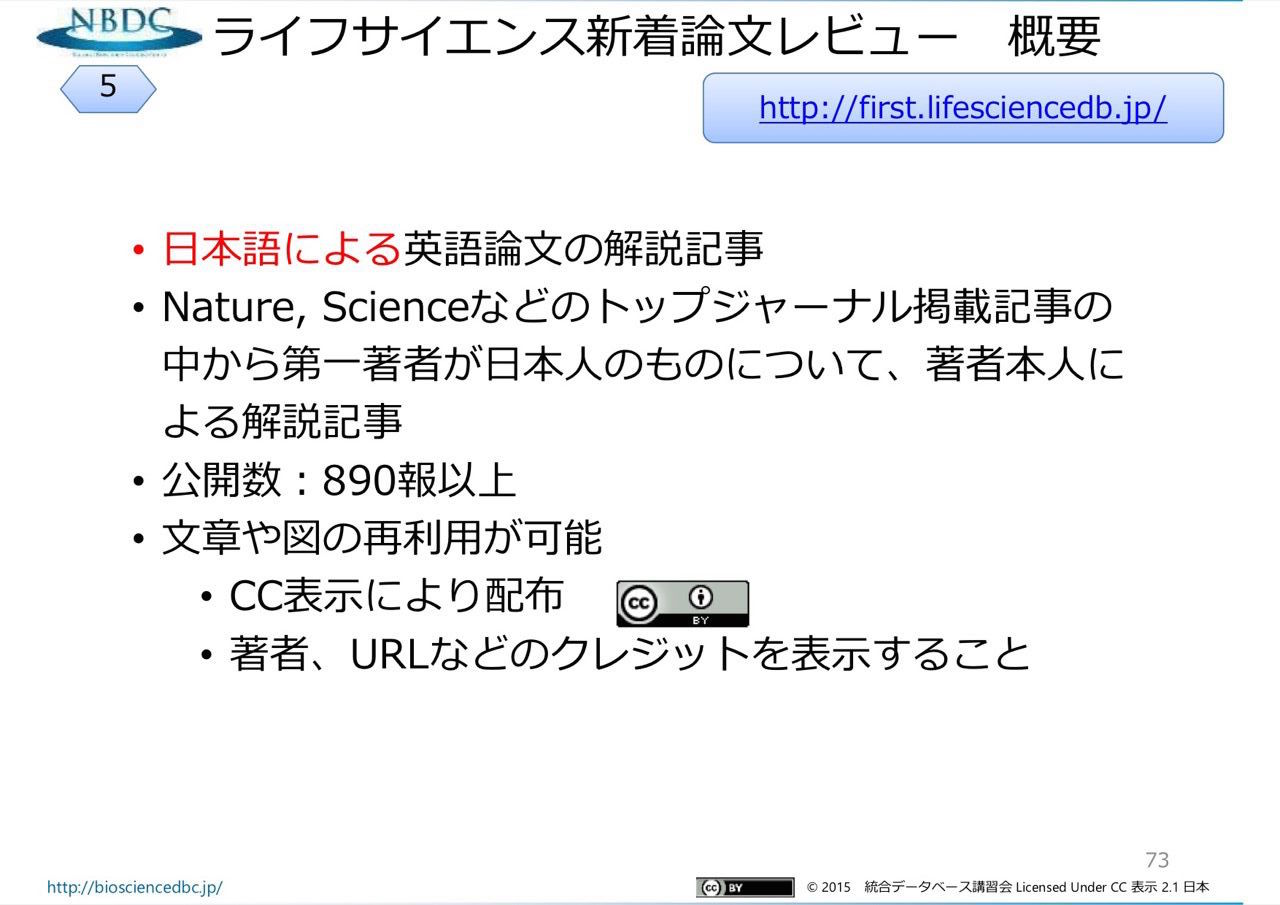 NBDC
ライフサイエンス新着論文レビュー　概要
5
http://first.lifesciencedb.jp/
• 日本語による英語論文の解説記事
• Nature, Scienceなどのトップジャーナル掲載記事の
中から第一著者が日本人のものについて、著者本人に
よる解説記事
• 公開数：890報以上
• 文章や図の再利用が可能
• CC表示により配布
cc BY
• 著者、URLなどのクレジットを表示すること
73
http://biosciencedbc.jp/
cc BY
© 2015　統合データベース講習会 Licensed Under CC 表示 2.1 日本